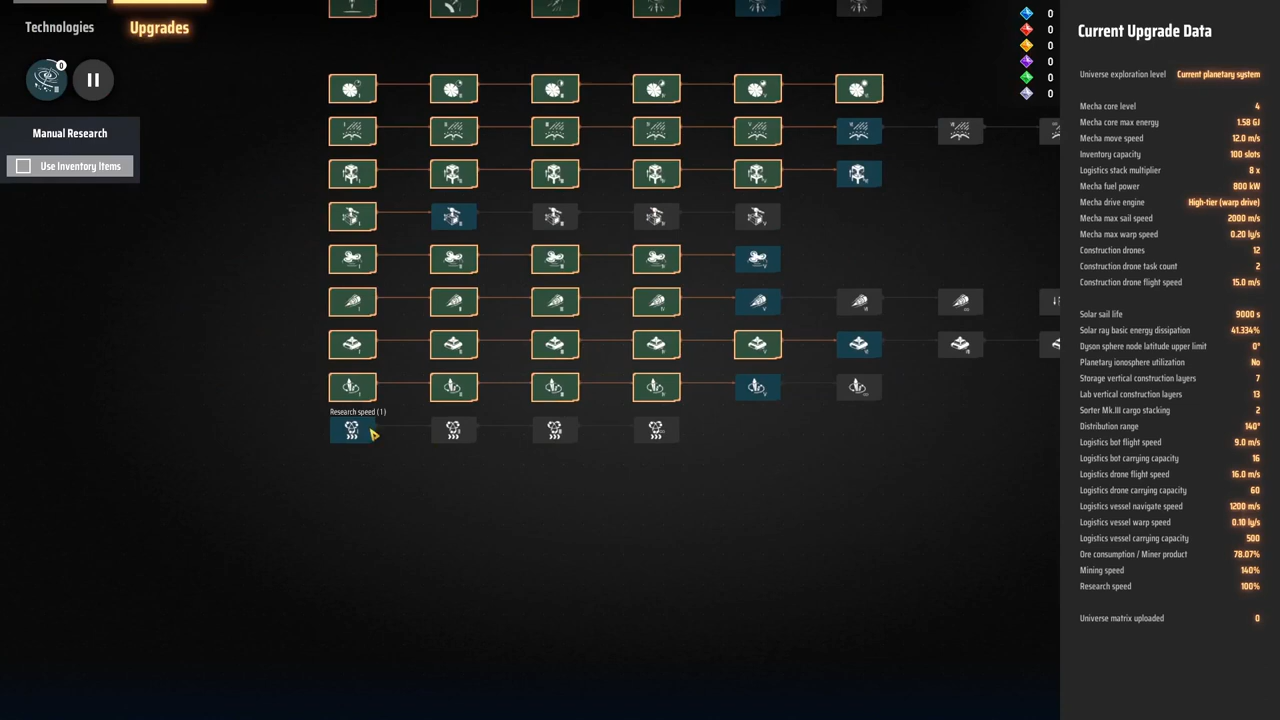 Technologies
Upgrades
0
Manual Research
Use Inventory Items
Research speed (1)
0
0
0
0
0
0
Current Upgrade Data
Universe exploration level Current planetary system
Mecha core level 4
Mecha core max energy 1.58 GJ
Mecha move speed 12.0 m/s
Inventory capacity 100 slots
Logistics stack multiplier 8 x
Mecha fuel power 800 kW
Mecha drive engine High-tier (warp drive)
Mecha max sail speed 2000 m/s
Mecha max warp speed 0.20 ly/s
Construction drones 12
Construction drone task count 2
Construction drone flight speed 15.0 m/s
Solar sail life 9000 s
Solar ray basic energy dissipation 41.334%
Dyson sphere node latitude upper limit 0°
Planetary ionosphere utilization No
Storage vertical construction layers 7
Lab vertical construction layers 13
Sorter Mk.III cargo stacking 2
Distribution range 140°
Logistics bot flight speed 9.0 m/s
Logistics bot carrying capacity 16
Logistics drone flight speed 16.0 m/s
Logistics drone carrying capacity 60
Logistics vessel navigate speed 1200 m/s
Logistics vessel warp speed 0.10 ly/s
Logistics vessel carrying capacity 500
Ore consumption / Miner product 78.07%
Mining speed 140%
Research speed 100%
Universe matrix uploaded 0